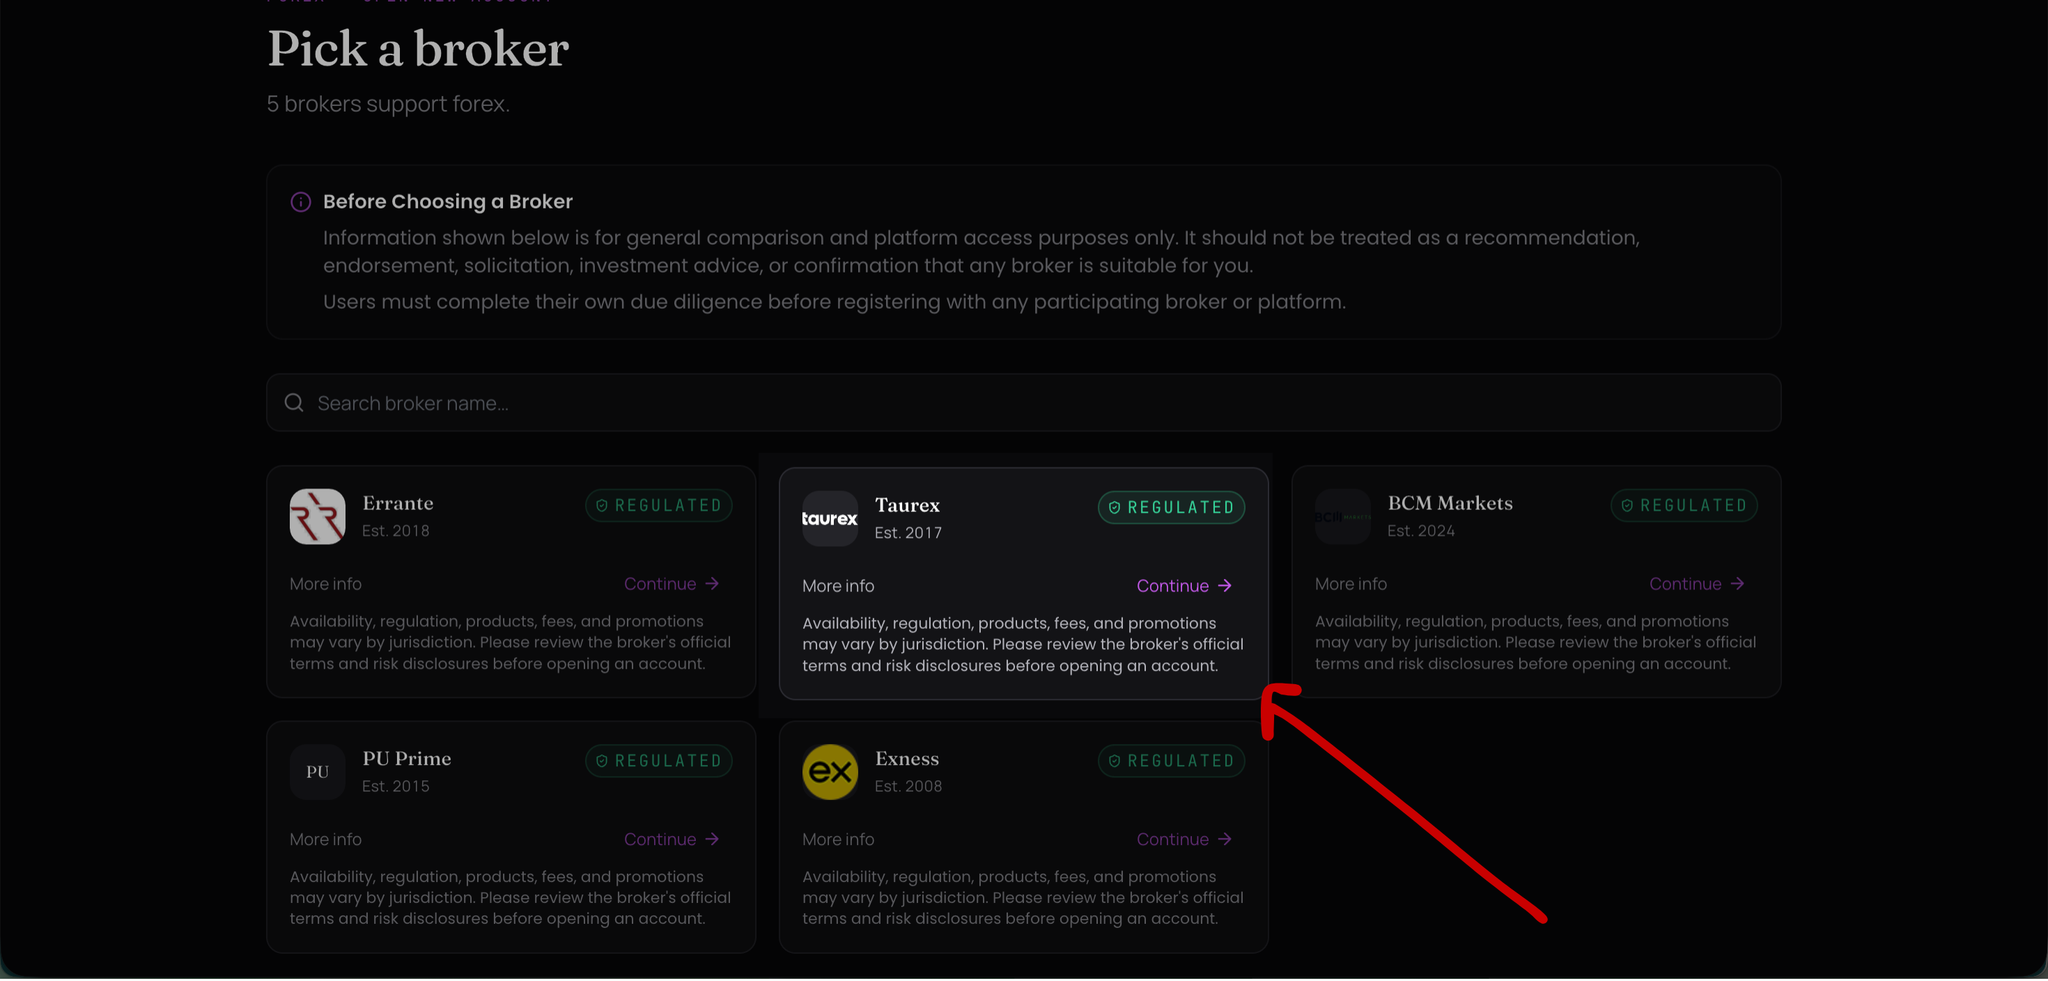 Pick a broker
5 brokers support forex.
Before Choosing a Broker
Information shown below is for general comparison and platform access purposes only. It should not be treated as a recommendation,
endorsement, solicitation, investment advice, or confirmation that any broker is suitable for you.
Users must complete their own due diligence before registering with any participating broker or platform.
Search broker name...
Errante
REGULATED
Est. 2018
More info
Continue →
Availability, regulation, products, fees, and promotions
may vary by jurisdiction. Please review the broker's official
terms and risk disclosures before opening an account.
taurex
Taurex
REGULATED
Est. 2017
More info
Continue →
Availability, regulation, products, fees, and promotions
may vary by jurisdiction. Please review the broker's official
terms and risk disclosures before opening an account.
BCM Markets
REGULATED
Est. 2024
More info
Continue →
Availability, regulation, products, fees, and promotions
may vary by jurisdiction. Please review the broker's official
terms and risk disclosures before opening an account.
PU
PU Prime
REGULATED
Est. 2015
More info
Continue →
Availability, regulation, products, fees, and promotions
may vary by jurisdiction. Please review the broker's official
terms and risk disclosures before opening an account.
ex
Exness
REGULATED
Est. 2008
More info
Continue →
Availability, regulation, products, fees, and promotions
may vary by jurisdiction. Please review the broker's official
terms and risk disclosures before opening an account.